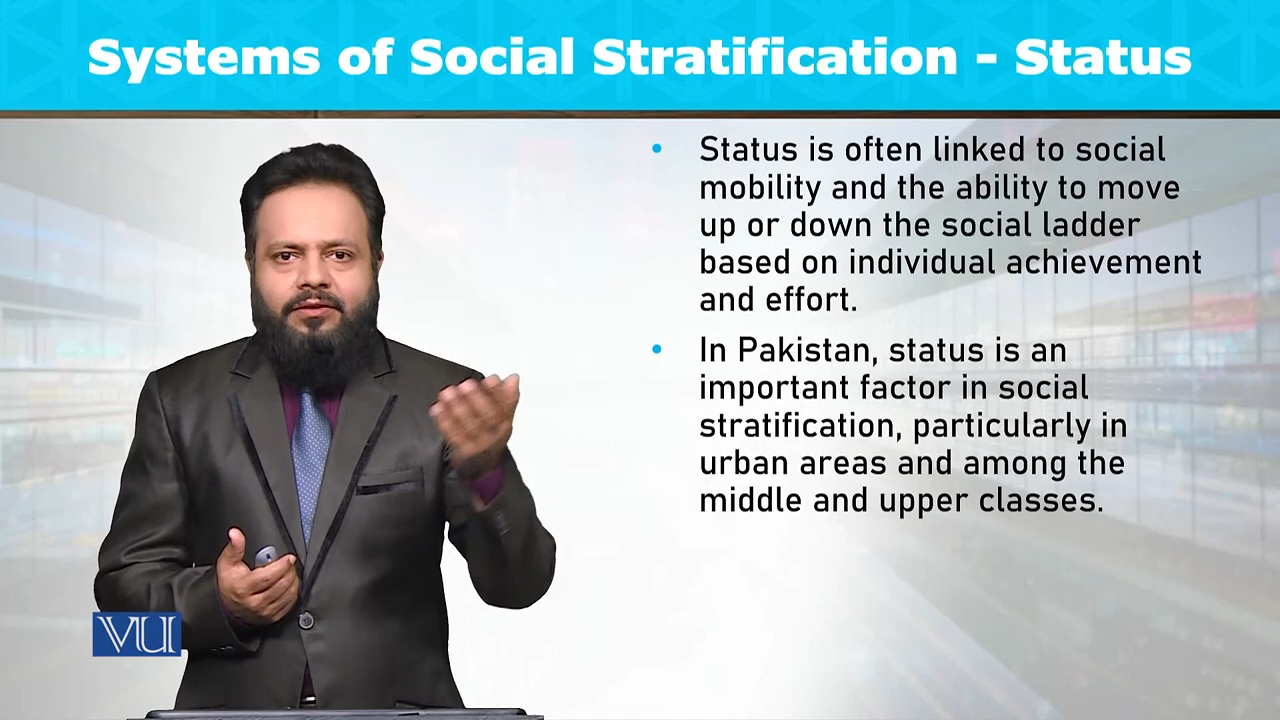 Systems of Social Stratification - Status
• Status is often linked to social
mobility and the ability to move
up or down the social ladder
based on individual achievement
and effort.
• In Pakistan, status is an
important factor in social
stratification, particularly in
urban areas and among the
middle and upper classes.
VU